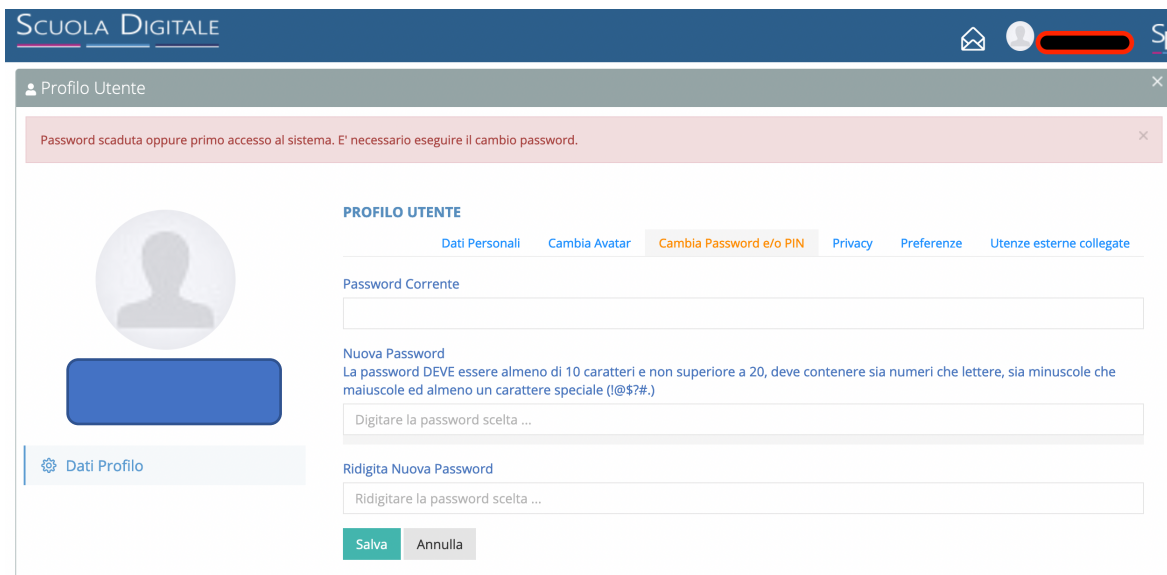 SCUOLA DIGITALE
Profilo Utente
Password scaduta oppure primo accesso al sistema. E' necessario eseguire il cambio password.
PROFILO UTENTE
Dati Personali Cambia Avatar Cambia Password e/o PIN Privacy Preferenze Utenze esterne collegate
Password Corrente
Nuova Password
La password DEVE essere almeno di 10 caratteri e non superiore a 20, deve contenere sia numeri che lettere, sia minuscole che
maiuscole ed almeno un carattere speciale (!@$?#.)
Digitare la password scelta ...
Dati Profilo
Ridigita Nuova Password
Ridigitare la password scelta ...
Salva Annulla